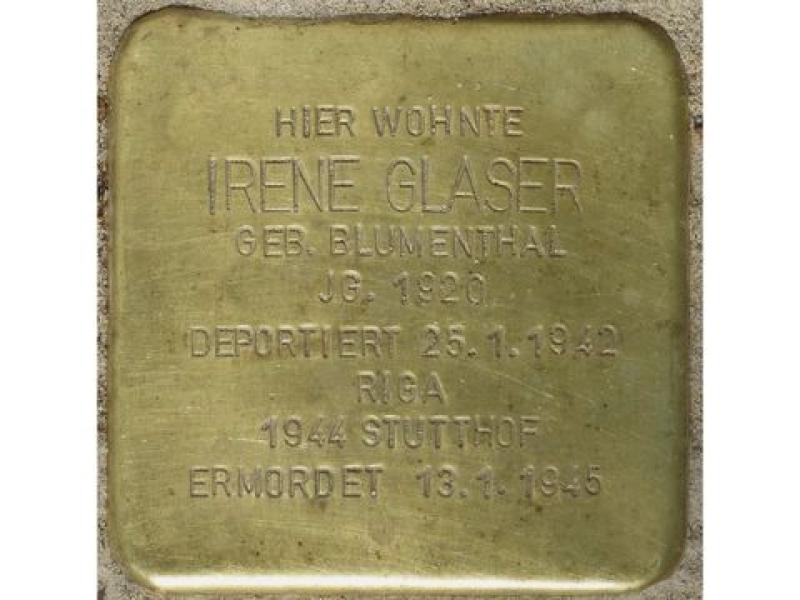 HIER WOHNTE
IRENE GLASER
GEB. BLUMENTHAL
JG. 1920
DEPORTIERT 25.1.1942
RIGA
1944 STUTTHOF
ERMORDET 13.1.1945